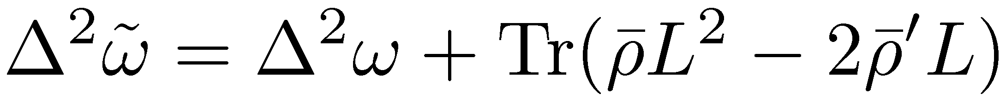 Δ²ω̃ = Δ²ω + Tr(ρ̄L² − 2ρ̄′L)